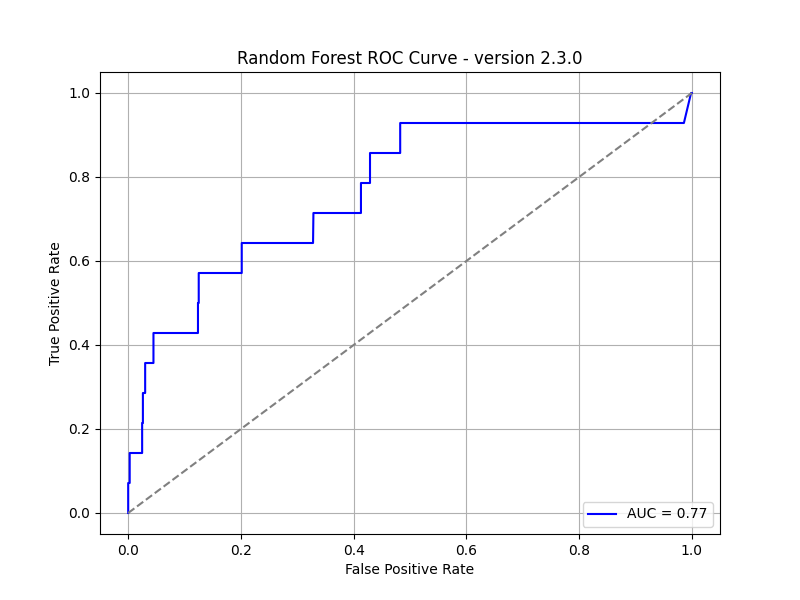 Random Forest ROC Curve - version 2.3.0
True Positive Rate
1.0
0.8
0.6
0.4
0.2
0.0
AUC = 0.77
0.0 0.2 0.4 0.6 0.8 1.0
False Positive Rate